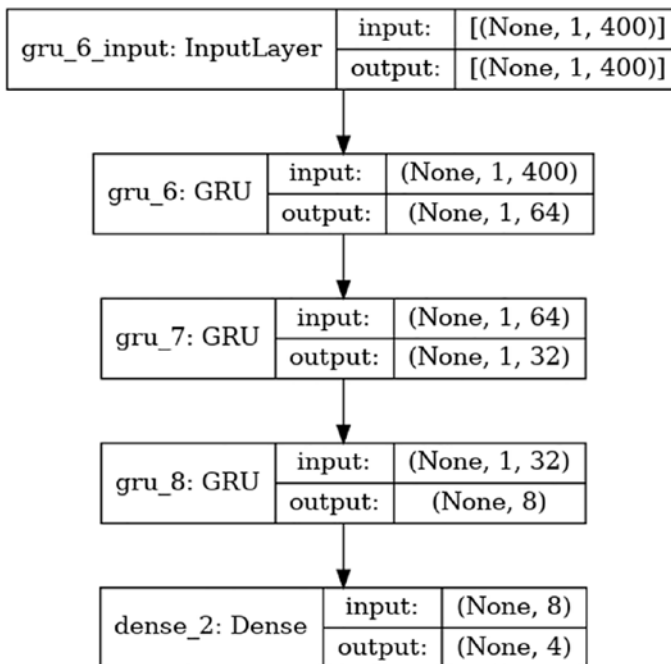 gru_6_input: InputLayer
input: [(None, 1, 400)]
output: [(None, 1, 400)]
gru_6: GRU
input: (None, 1, 400)
output: (None, 1, 64)
gru_7: GRU
input: (None, 1, 64)
output: (None, 1, 32)
gru_8: GRU
input: (None, 1, 32)
output: (None, 8)
dense_2: Dense
input: (None, 8)
output: (None, 4)